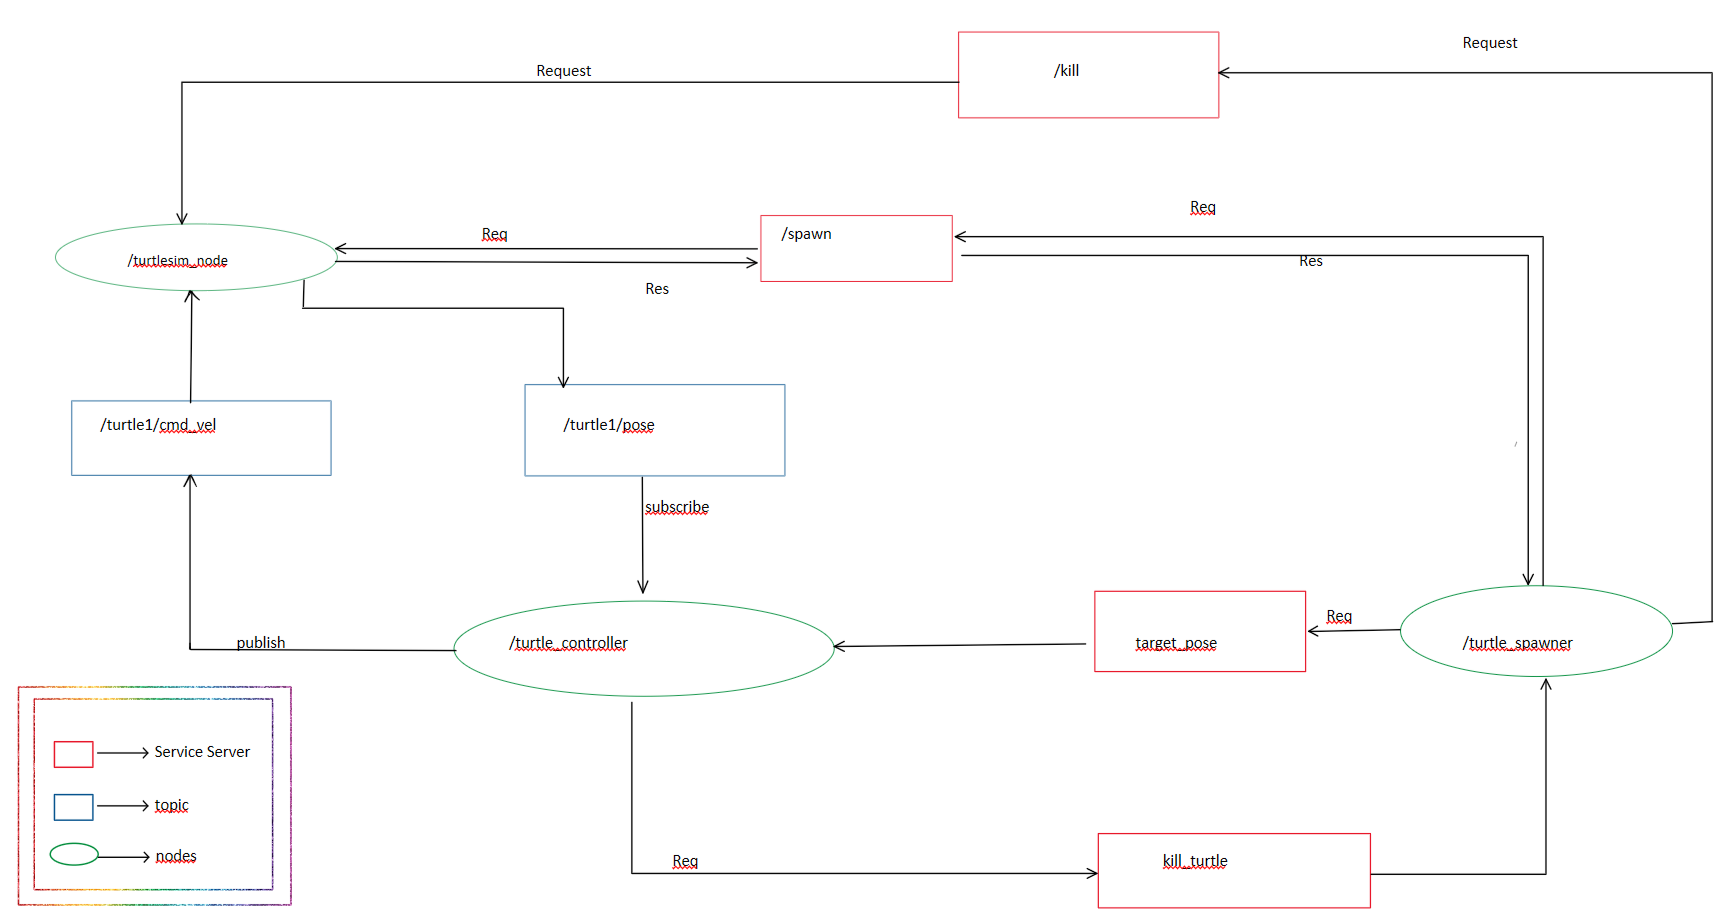 Request
/kill
Request
Req
/spawn
Req
Res
/turtlesim_node
Res
/turtle1/cmd_vel
/turtle1/pose
subscribe
publish
/turtle_controller
target_pose
Req
/turtle_spawner
Service Server
topic
nodes
Req
kill_turtle